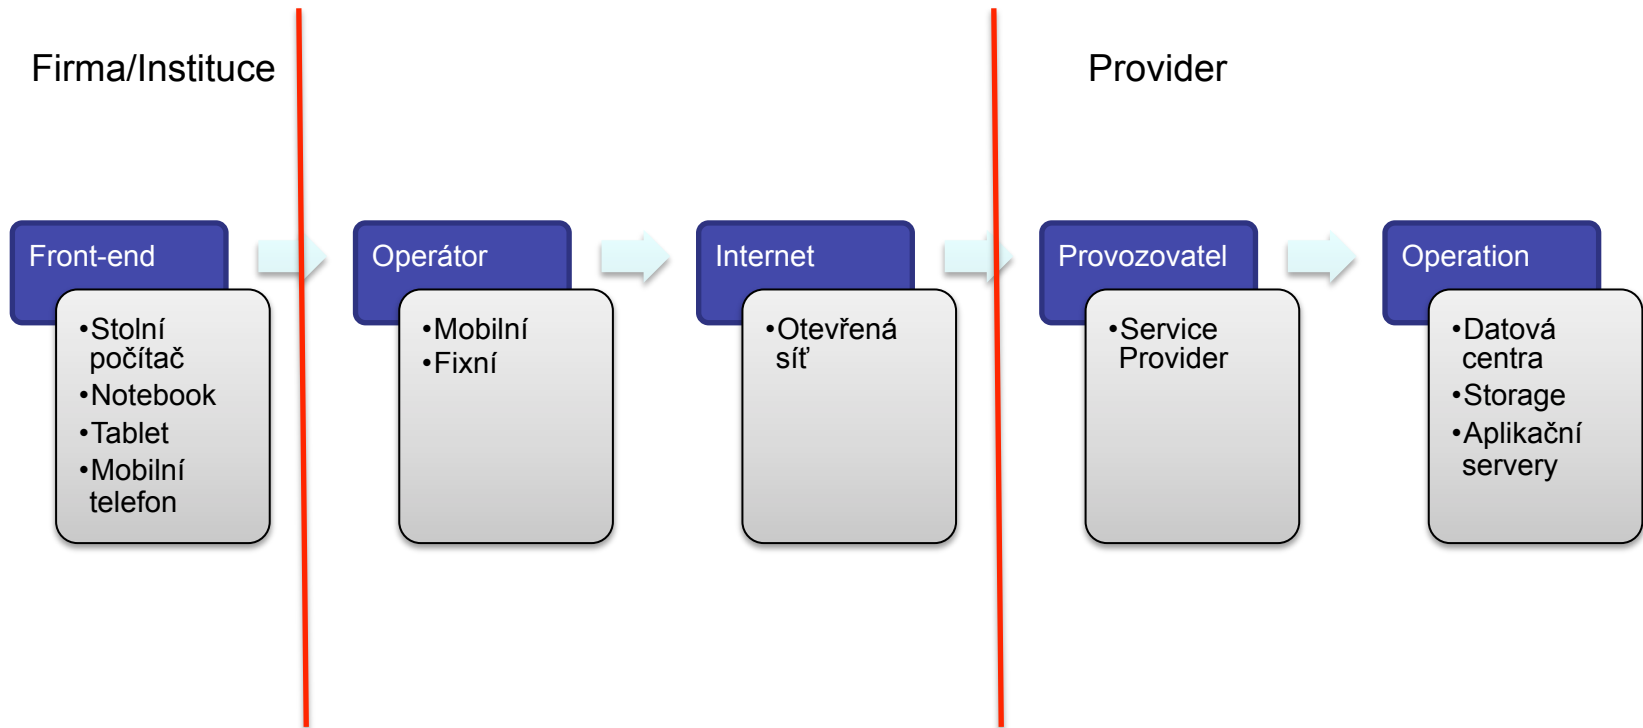 Firma/Instituce
Provider
Front-end
•Stolní
počítač
•Notebook
•Tablet
•Mobilní
telefon
Operátor
•Mobilní
•Fixní
Internet
•Otevřená
síť
Provozovatel
•Service
Provider
Operation
•Datová
centra
•Storage
•Aplikační
servery